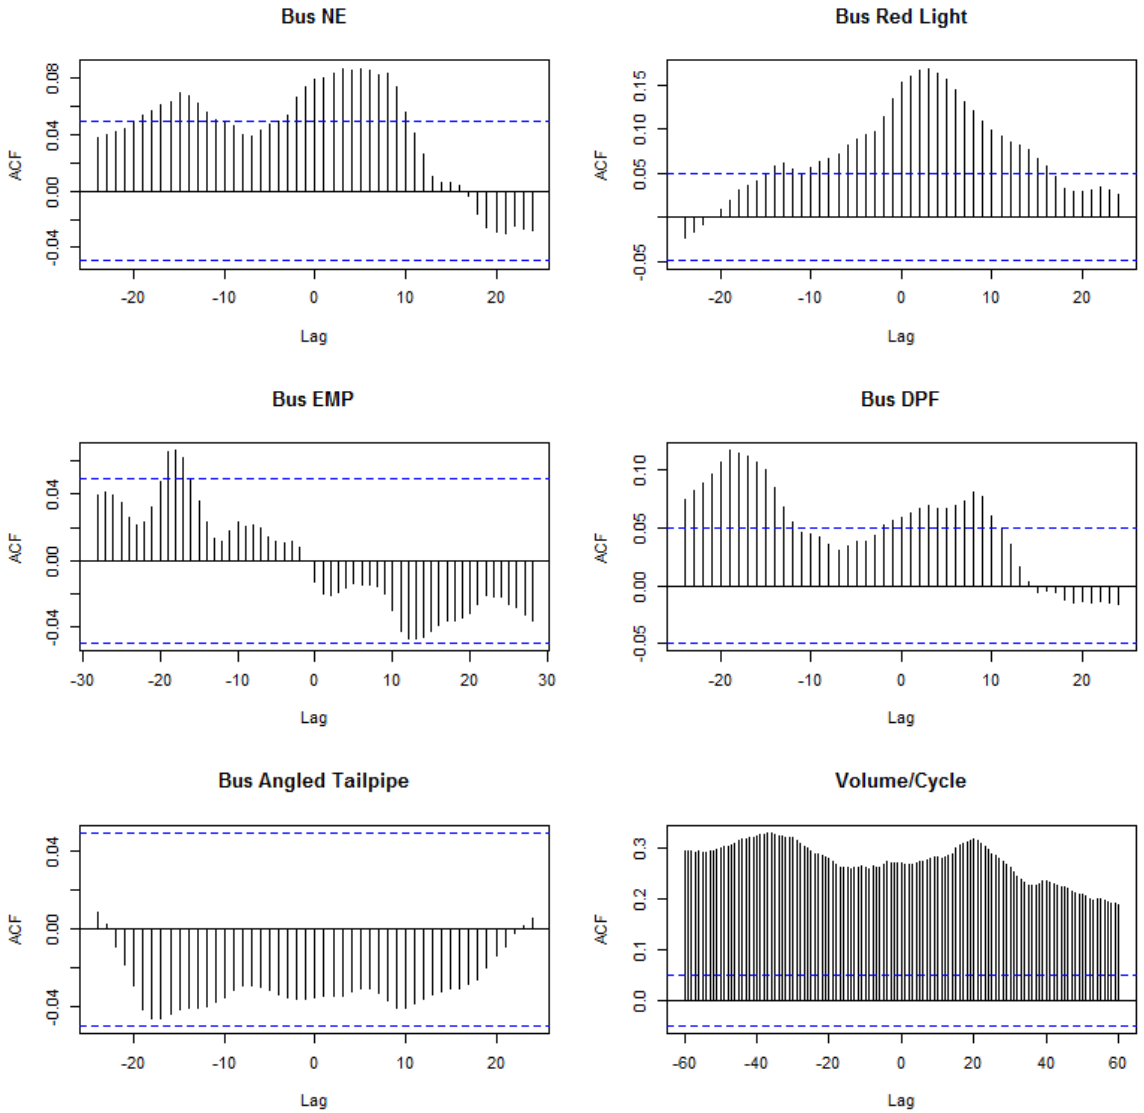 Bus NE
ACF
0.08
0.04
0.00
-0.04
-20 -10 0 10 20
Lag
Bus Red Light
ACF
0.15
0.10
0.05
-0.05
-20 -10 0 10 20
Lag
Bus EMP
ACF
0.04
0.00
-0.04
-30 -20 -10 0 10 20 30
Lag
Bus DPF
ACF
0.10
0.05
0.00
-0.05
-20 -10 0 10 20
Lag
Bus Angled Tailpipe
ACF
0.04
0.00
-0.04
-20 -10 0 10 20
Lag
Volume/Cycle
ACF
0.3
0.2
0.1
0.0
-60 -40 -20 0 20 40 60
Lag